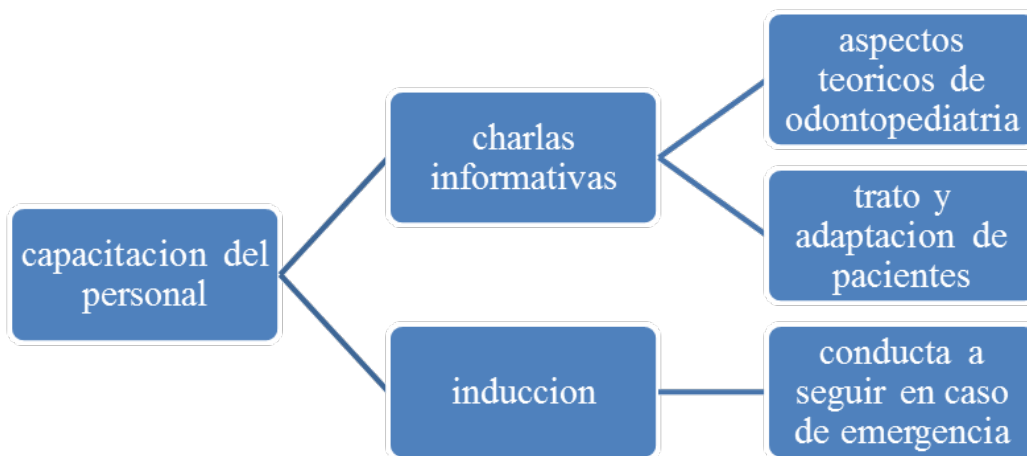 capacitacion del
personal
charlas
informativas
aspectos
teoricos de
odontopediatria
trato y
adaptacion de
pacientes
induccion
conducta a
seguir en caso
de emergencia